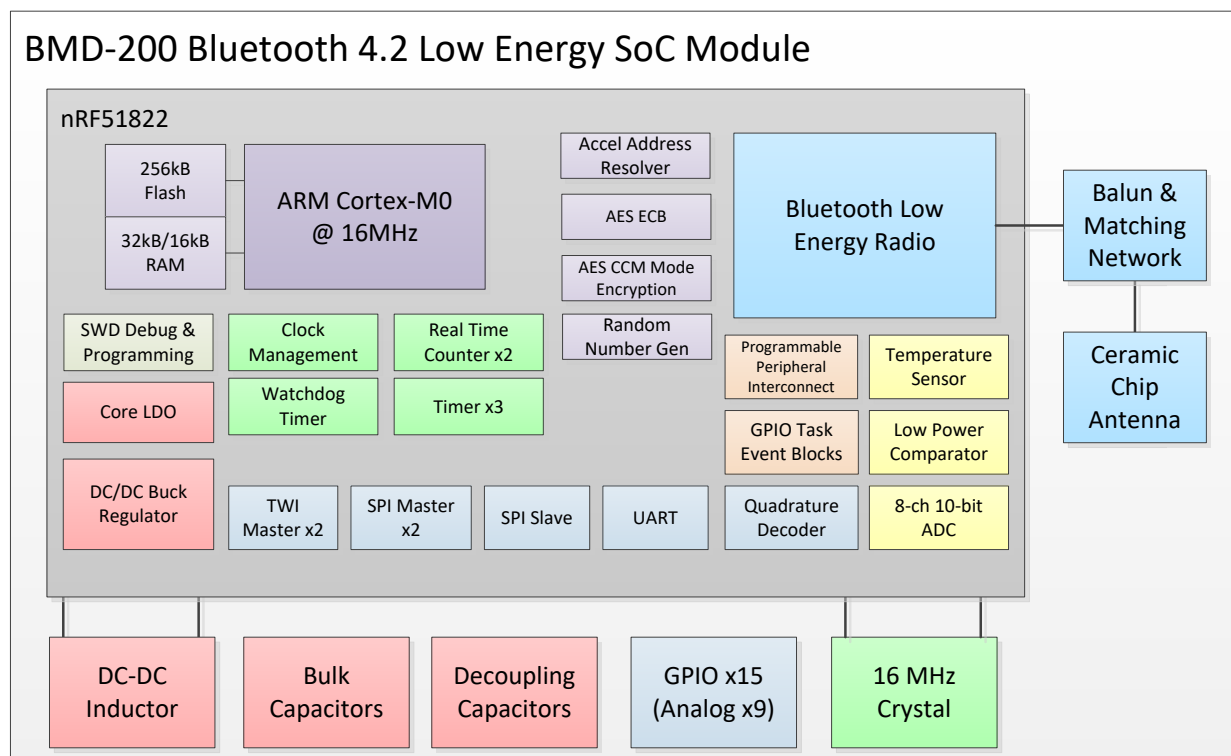 BMD-200 Bluetooth 4.2 Low Energy SoC Module
nRF51822
256kB
Flash
32kB/16kB
RAM
ARM Cortex-M0
@ 16MHz
Accel Address
Resolver
AES ECB
AES CCM Mode
Encryption
Random
Number Gen
Bluetooth Low
Energy Radio
Balun &
Matching
Network
Ceramic
Chip
Antenna
SWD Debug &
Programming
Clock
Management
Real Time
Counter x2
Programmable
Peripheral
Interconnect
Temperature
Sensor
Core LDO
Watchdog
Timer
Timer x3
GPIO Task
Event Blocks
Low Power
Comparator
DC/DC Buck
Regulator
TWI
Master x2
SPI Master
x2
SPI Slave
UART
Quadrature
Decoder
8-ch 10-bit
ADC
DC-DC
Inductor
Bulk
Capacitors
Decoupling
Capacitors
GPIO x15
(Analog x9)
16 MHz
Crystal